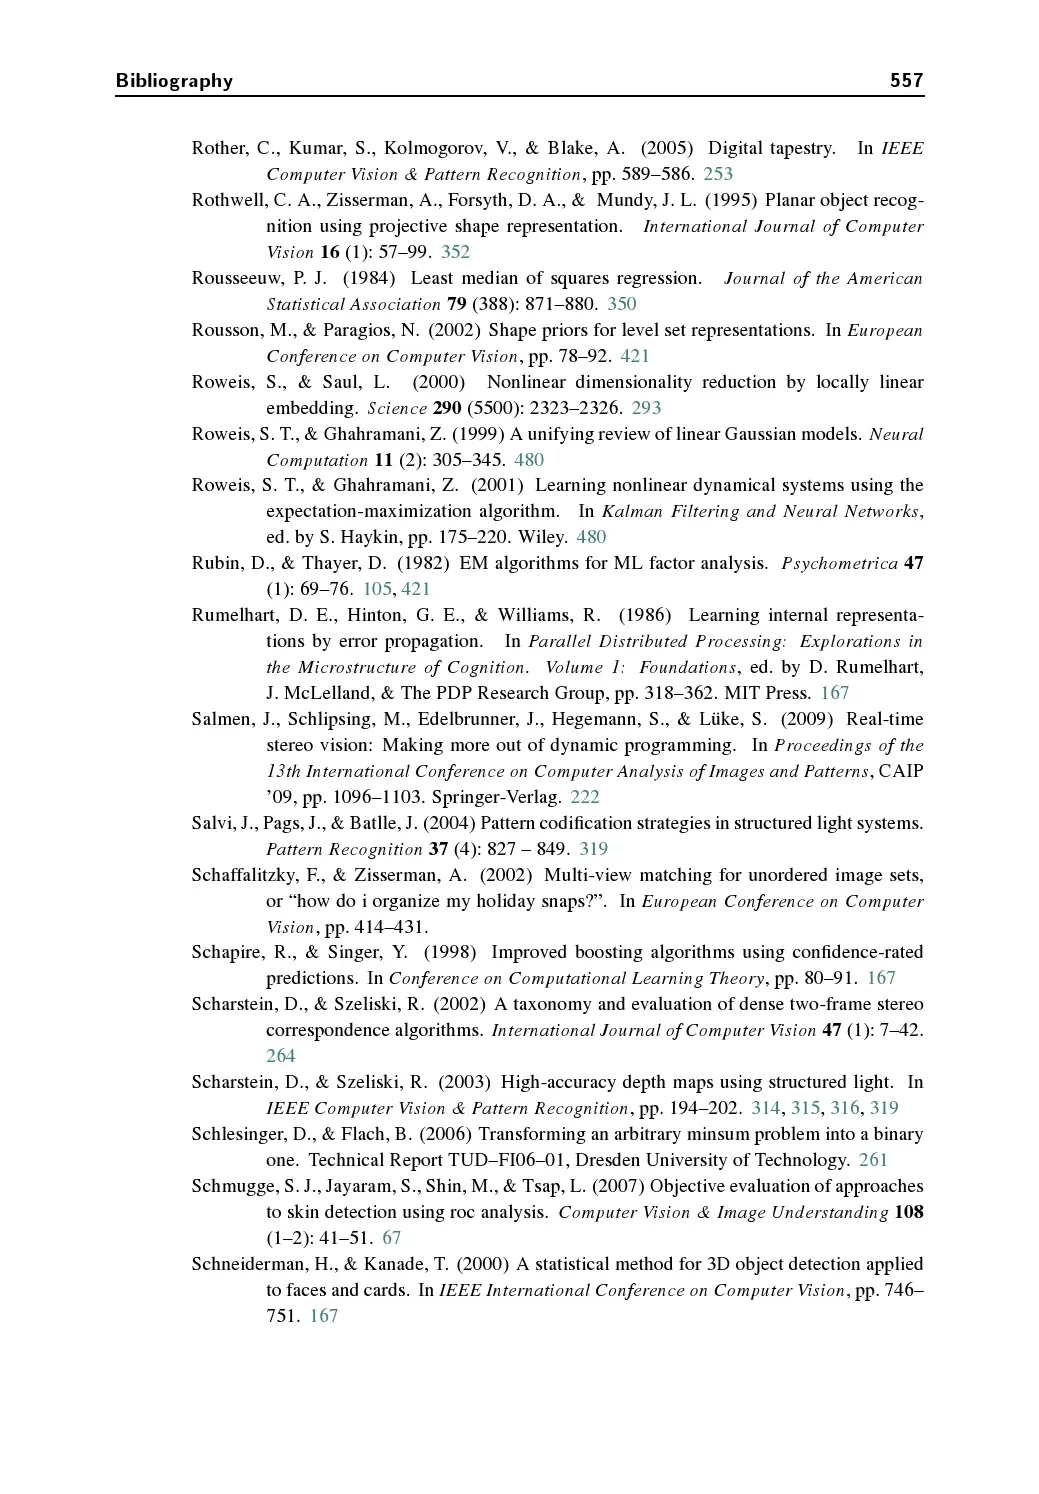 Bibliography 557
Rother, C., Kumar, S., Kolmogorov, V., & Blake, A. (2005) Digital tapestry. In IEEE
Computer Vision & Pattern Recognition, pp. 589–586. 253
Rothwell, C. A., Zisserman, A., Forsyth, D. A., & Mundy, J. L. (1995) Planar object recog-
nition using projective shape representation. International Journal of Computer
Vision 16 (1): 57–99. 352
Rousseeuw, P. J. (1984) Least median of squares regression. Journal of the American
Statistical Association 79 (388): 871–880. 350
Rousson, M., & Paragios, N. (2002) Shape priors for level set representations. In European
Conference on Computer Vision, pp. 78–92. 421
Roweis, S., & Saul, L. (2000) Nonlinear dimensionality reduction by locally linear
embedding. Science 290 (5500): 2323–2326. 293
Roweis, S. T., & Ghahramani, Z. (1999) A unifying review of linear Gaussian models. Neural
Computation 11 (2): 305–345. 480
Roweis, S. T., & Ghahramani, Z. (2001) Learning nonlinear dynamical systems using the
expectation-maximization algorithm. In Kalman Filtering and Neural Networks,
ed. by S. Haykin, pp. 175–220. Wiley. 480
Rubin, D., & Thayer, D. (1982) EM algorithms for ML factor analysis. Psychometrica 47
(1): 69–76. 105, 421
Rumelhart, D. E., Hinton, G. E., & Williams, R. (1986) Learning internal representa-
tions by error propagation. In Parallel Distributed Processing: Explorations in
the Microstructure of Cognition. Volume 1: Foundations, ed. by D. Rumelhart,
J. McLelland, & The PDP Research Group, pp. 318–362. MIT Press. 167
Salmen, J., Schlipsing, M., Edelbrunner, J., Hegemann, S., & Lüke, S. (2009) Real-time
stereo vision: Making more out of dynamic programming. In Proceedings of the
13th International Conference on Computer Analysis of Images and Patterns, CAIP
’09, pp. 1096–1103. Springer-Verlag. 222
Salvi, J., Pags, J., & Batlle, J. (2004) Pattern codification strategies in structured light systems.
Pattern Recognition 37 (4): 827 – 849. 319
Schaffalitzky, F., & Zisserman, A. (2002) Multi-view matching for unordered image sets,
or “how do i organize my holiday snaps?”. In European Conference on Computer
Vision, pp. 414–431.
Schapire, R., & Singer, Y. (1998) Improved boosting algorithms using confidence-rated
predictions. In Conference on Computational Learning Theory, pp. 80–91. 167
Scharstein, D., & Szeliski, R. (2002) A taxonomy and evaluation of dense two-frame stereo
correspondence algorithms. International Journal of Computer Vision 47 (1): 7–42.
264
Scharstein, D., & Szeliski, R. (2003) High-accuracy depth maps using structured light. In
IEEE Computer Vision & Pattern Recognition, pp. 194–202. 314, 315, 316, 319
Schlesinger, D., & Flach, B. (2006) Transforming an arbitrary minsum problem into a binary
one. Technical Report TUD–FI06–01, Dresden University of Technology. 261
Schmugge, S. J., Jayaram, S., Shin, M., & Tsap, L. (2007) Objective evaluation of approaches
to skin detection using roc analysis. Computer Vision & Image Understanding 108
(1–2): 41–51. 67
Schneiderman, H., & Kanade, T. (2000) A statistical method for 3D object detection applied
to faces and cards. In IEEE International Conference on Computer Vision, pp. 746–
751. 167